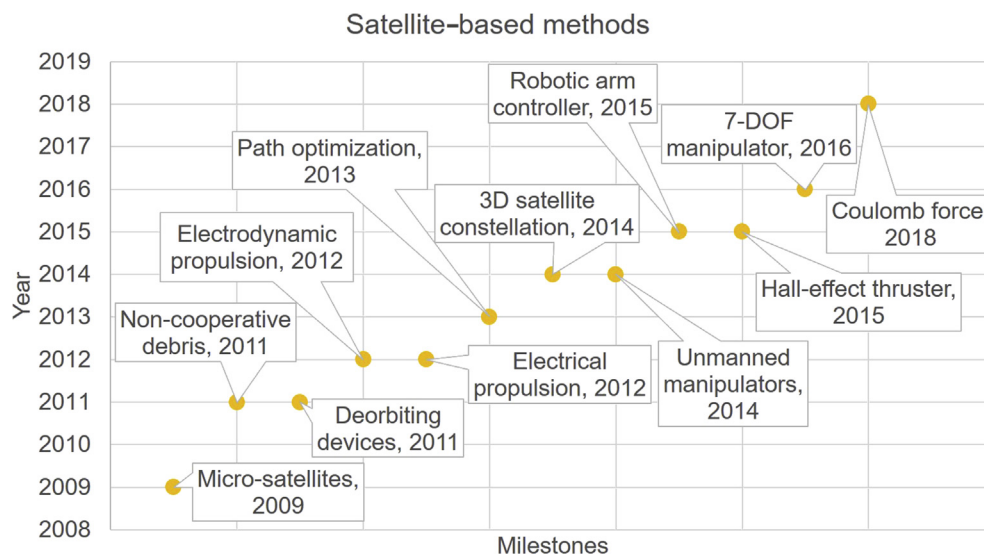 Satellite-based methods
Year
2019
2018
2017
2016
2015
2014
2013
2012
2011
2010
2009
2008
Robotic arm
controller, 2015
7-DOF
manipulator, 2016
Path optimization,
2013
3D satellite
constellation, 2014
Coulomb force
2018
Electrodynamic
propulsion, 2012
Hall-effect thruster,
2015
Non-cooperative
debris, 2011
Electrical
propulsion, 2012
Unmanned
manipulators,
2014
Deorbiting
devices, 2011
Micro-satellites,
2009
Milestones